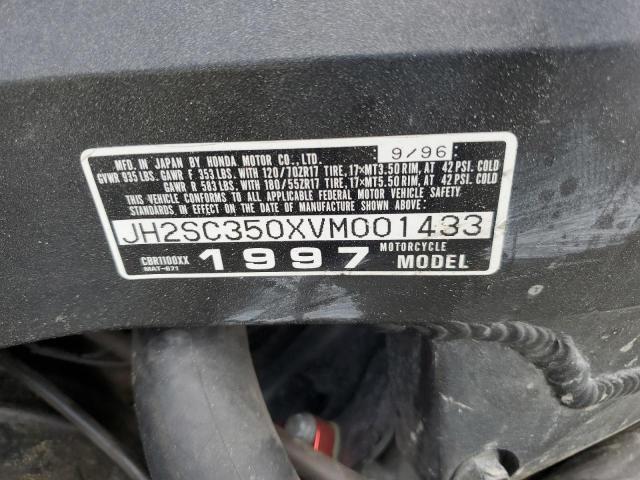 MFD. IN JAPAN BY HONDA MOTOR CO., LTD. 9/96
GVWR 935 LBS. GAWR F 353 LBS. WITH 120/70ZR17 TIRE, 17×MT3.50 RIM, AT 42 PSI. COLD
GAWR R 583 LBS. WITH 180/55ZR17 TIRE, 17×MT5.50 RIM, AT 42 PSI. COLD
THIS VEHICLE CONFORMS TO ALL APPLICABLE FEDERAL MOTOR VEHICLE SAFETY
STANDARDS IN EFFECT ON THE DATE OF MANUFACTURE SHOWN ABOVE.
JH2SC350XVM001433
CBR1100XX 1997 MOTORCYCLE
MAT-671 MODEL